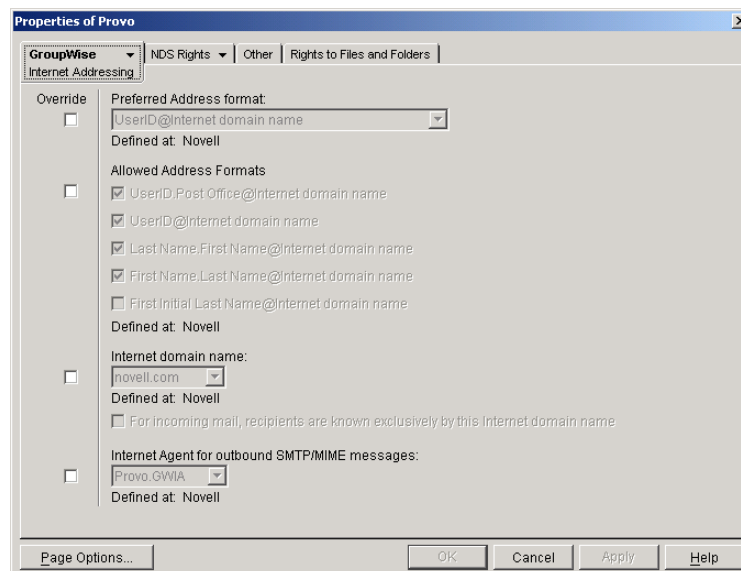 Properties of Provo
GroupWise
NDS Rights
Other
Rights to Files and Folders
Internet Addressing
Override
Preferred Address format:
UserID@Internet domain name
Defined at: Novell
Allowed Address Formats
UserID.Post Office@Internet domain name
UserID@Internet domain name
Last Name.First Name@Internet domain name
First Name.Last Name@Internet domain name
First Initial Last Name@Internet domain name
Defined at: Novell
Internet domain name:
novell.com
Defined at: Novell
For incoming mail, recipients are known exclusively by this Internet domain name
Internet Agent for outbound SMTP/MIME messages:
Provo.GWIA
Defined at: Novell
Page Options...
OK
Cancel
Apply
Help